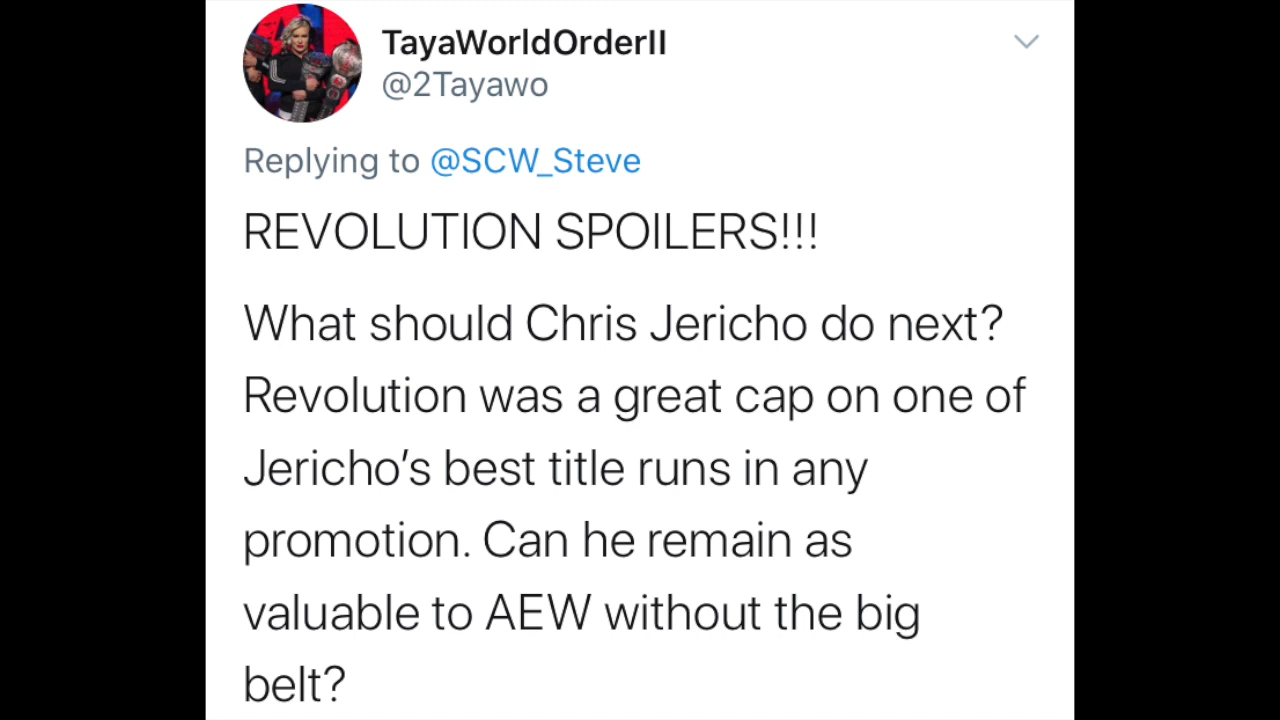 TayaWorldOrderII
@2Tayawo
Replying to @SCW_Steve
REVOLUTION SPOILERS!!!
What should Chris Jericho do next?
Revolution was a great cap on one of
Jericho’s best title runs in any
promotion. Can he remain as
valuable to AEW without the big
belt?